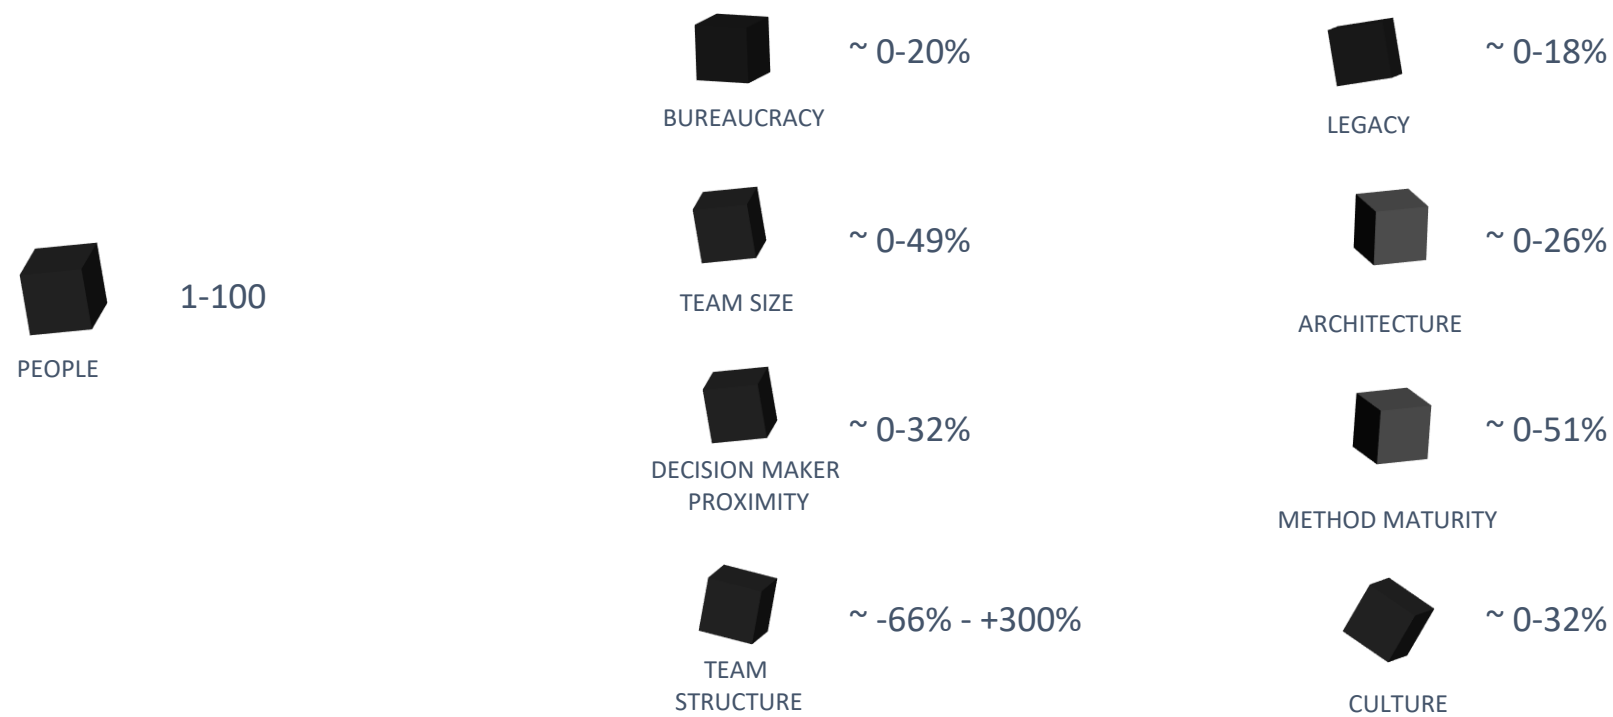 ~ 0-20%
BUREAUCRACY
~ 0-18%
LEGACY
~ 0-49%
TEAM SIZE
~ 0-26%
ARCHITECTURE
1-100
PEOPLE
~ 0-32%
DECISION MAKER
PROXIMITY
~ 0-51%
METHOD MATURITY
~ -66% - +300%
TEAM
STRUCTURE
~ 0-32%
CULTURE